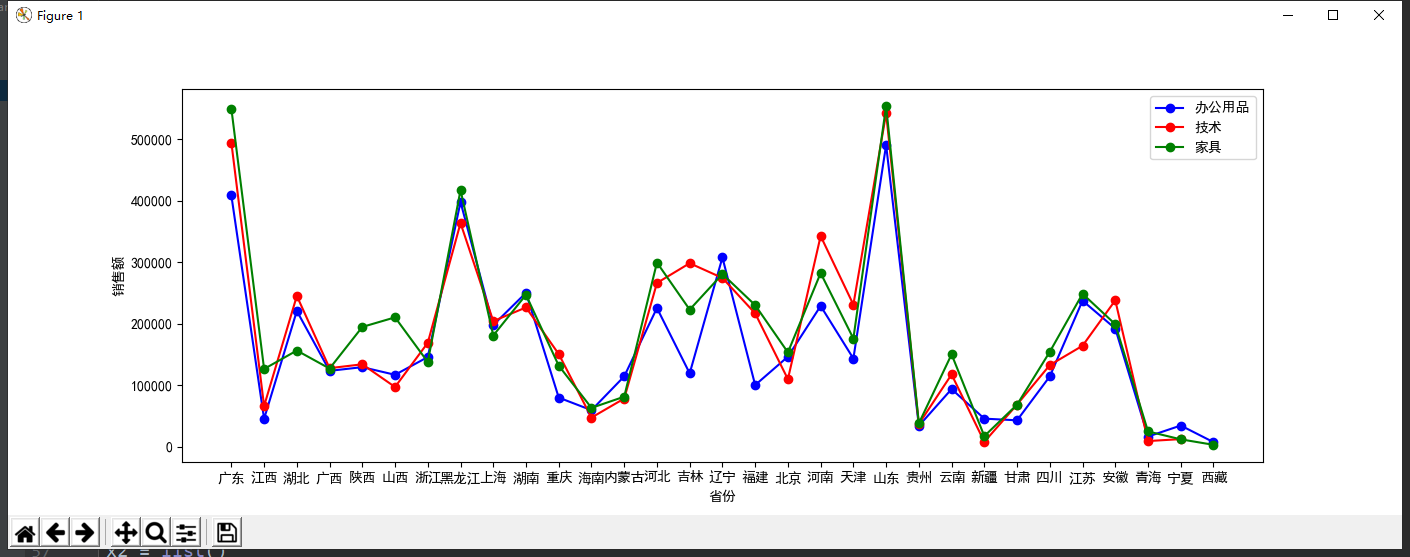 Figure 1
办公用品
技术
家具
500000
400000
300000
200000
100000
0
销售额
广东 江西 湖北 广西 陕西 山西 浙江 黑龙江 上海 湖南 重庆 海南 内蒙古 河北 吉林 辽宁 福建 北京 河南 天津 山东 贵州 云南 新疆 甘肃 四川 江苏 安徽 青海 宁夏 西藏
省份
x2 = list()